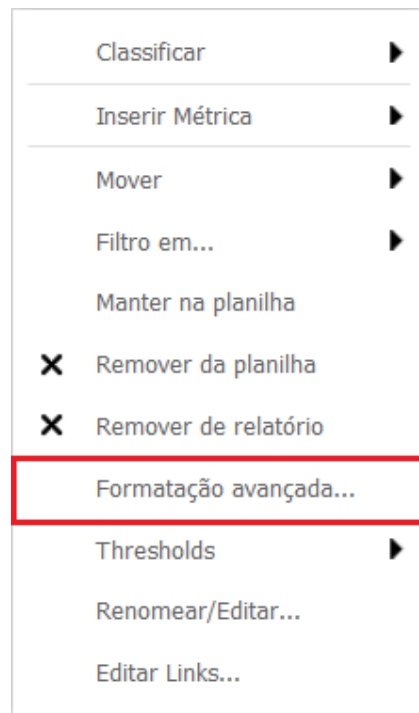 Classificar
Inserir Métrica
Mover
Filtro em...
Manter na planilha
Remover da planilha
Remover de relatório
Formatação avançada...
Thresholds
Renomear/Editar...
Editar Links...